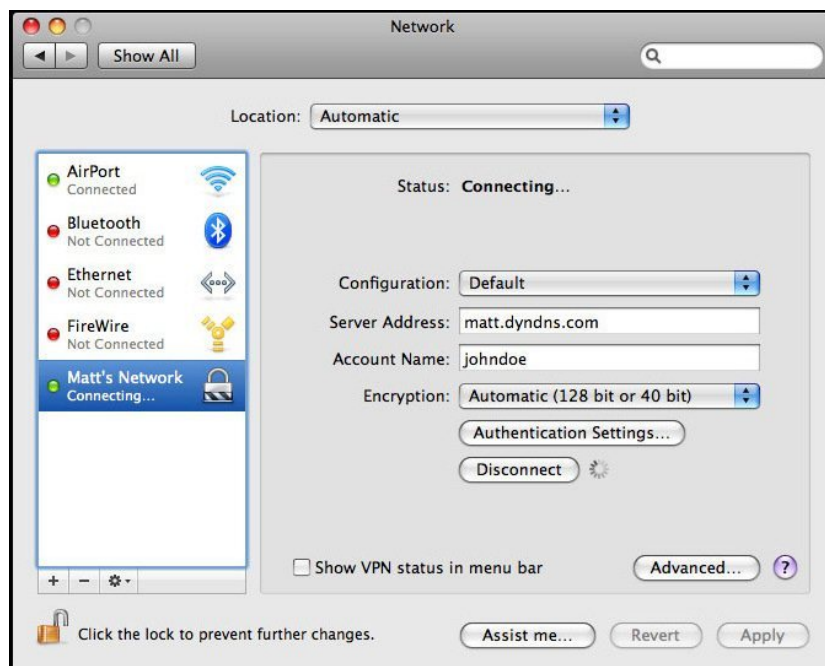 Network
Show All
Location: Automatic
AirPort
Connected
Bluetooth
Not Connected
Ethernet
Not Connected
FireWire
Not Connected
Matt's Network
Connecting...
Status: Connecting...
Configuration: Default
Server Address: matt.dyndns.com
Account Name: johndoe
Encryption: Automatic (128 bit or 40 bit)
Authentication Settings...
Disconnect
Show VPN status in menu bar
Advanced...
?
Click the lock to prevent further changes.
Assist me...
Revert
Apply